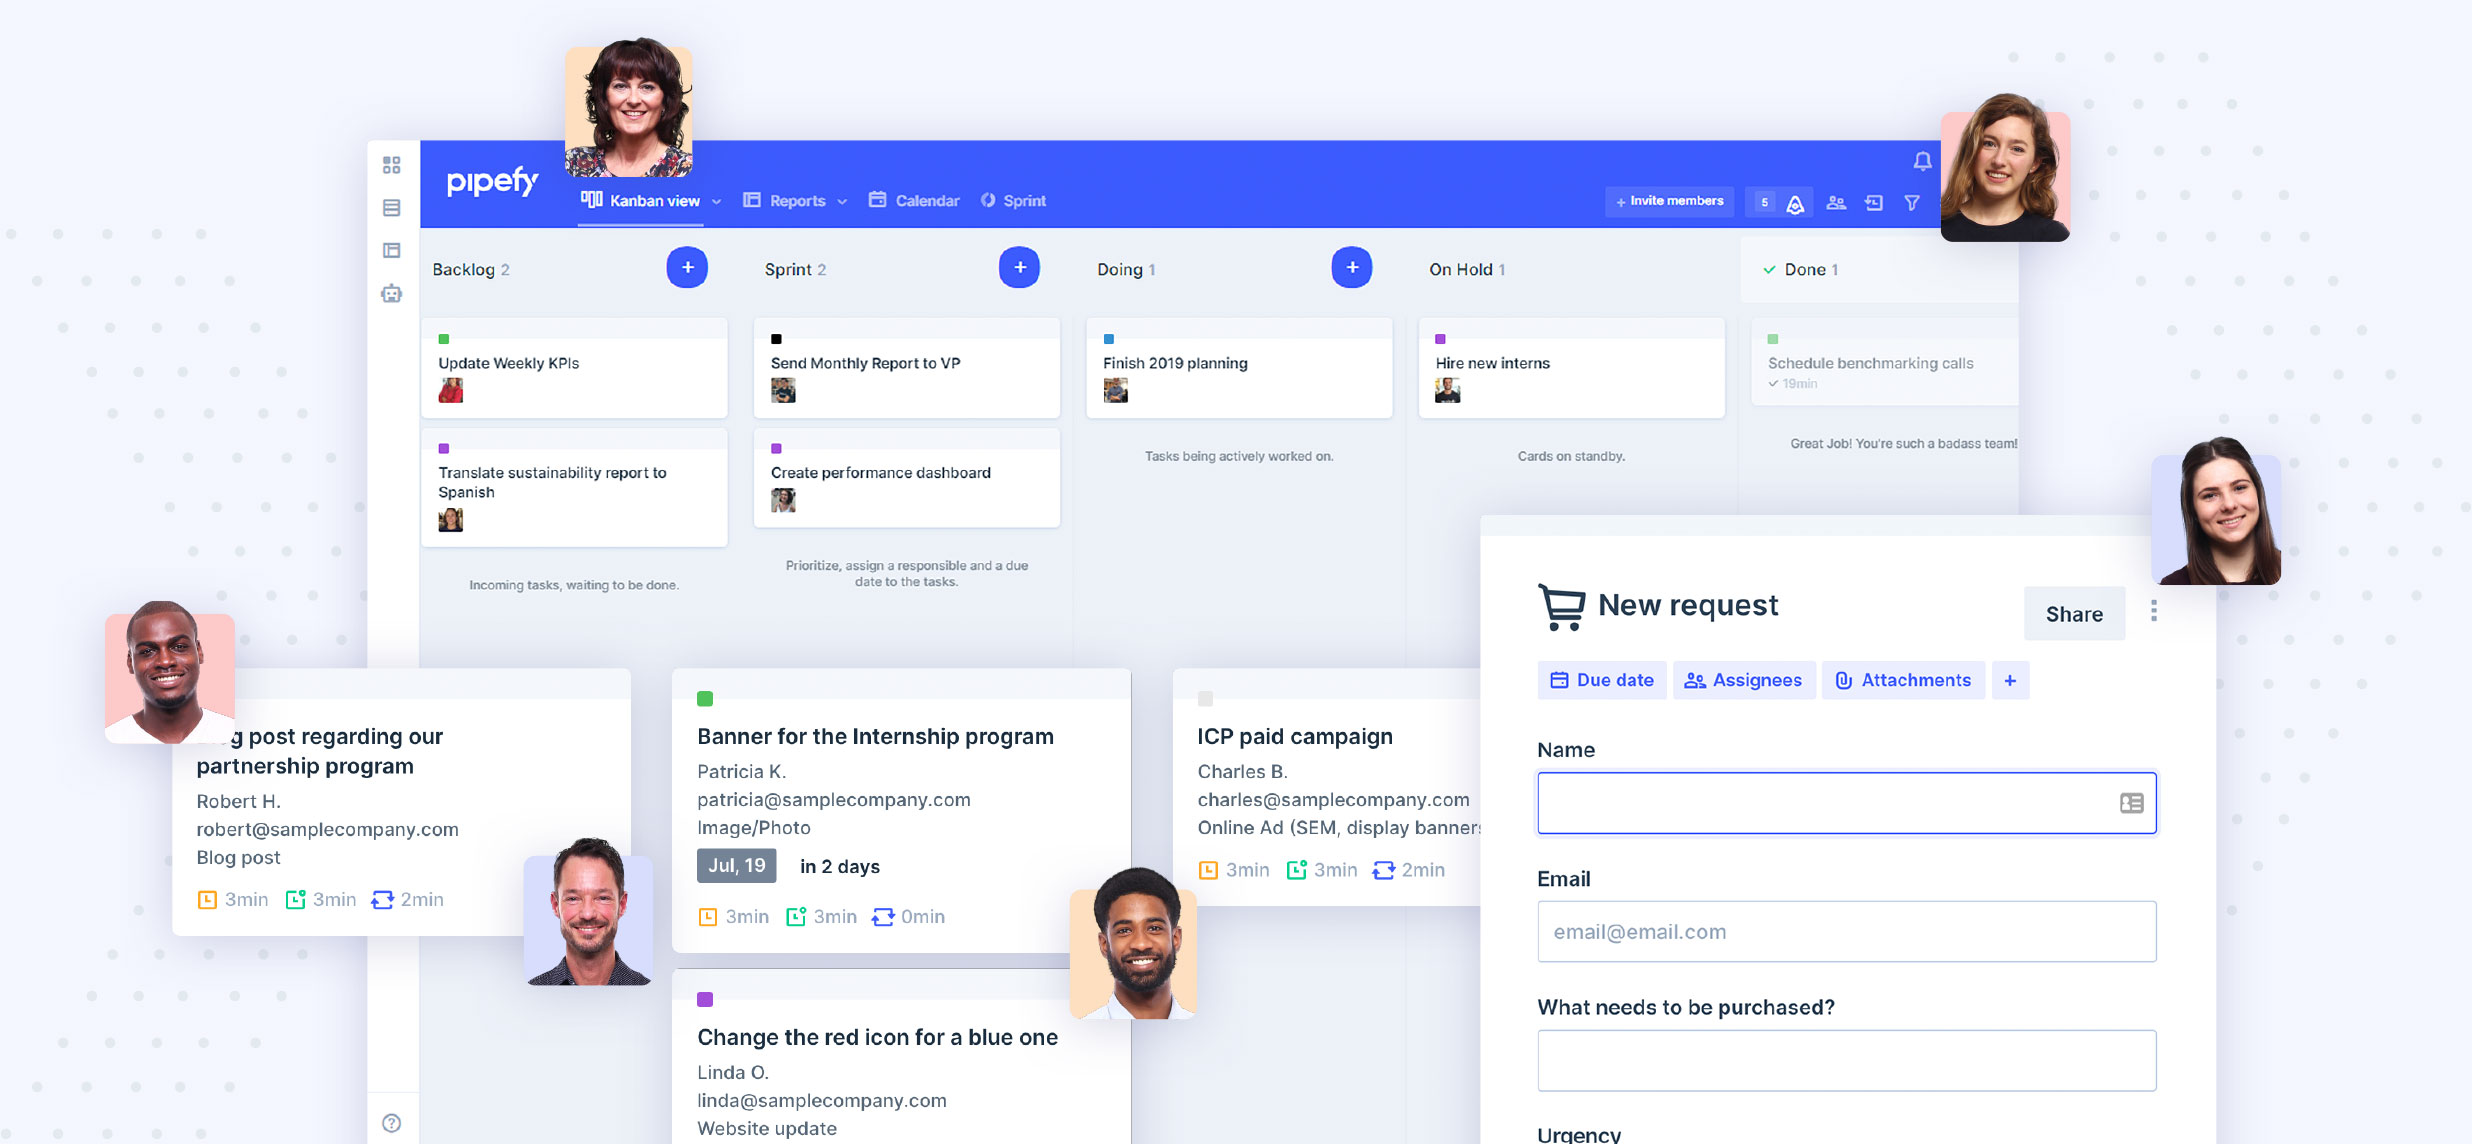 pipefy
Kanban view
Reports
Calendar
Sprint
+ Invite members
5
Backlog 2
+
Sprint 2
+
Doing 1
+
On Hold 1
Done 1
Update Weekly KPIs
Translate sustainability report to
Spanish
Incoming tasks, waiting to be done.
Send Monthly Report to VP
Create performance dashboard
Prioritize, assign a responsible and a due
date to the tasks.
Finish 2019 planning
Tasks being actively worked on.
Hire new interns
Cards on standby.
Schedule benchmarking calls
19min
Great Job! You're such a badass team!
post regarding our
partnership program
Robert H.
robert@samplecompany.com
Blog post
3min 3min 2min
Banner for the Internship program
Patricia K.
patricia@samplecompany.com
Image/Photo
Jul, 19 in 2 days
3min 3min 0min
Change the red icon for a blue one
Linda O.
linda@samplecompany.com
Website update
ICP paid campaign
Charles B.
charles@samplecompany.com
Online Ad (SEM, display banners
3min 3min 2min
New request
Share
Due date
Assignees
Attachments
+
Name
Email
email@email.com
What needs to be purchased?
Urgency
?